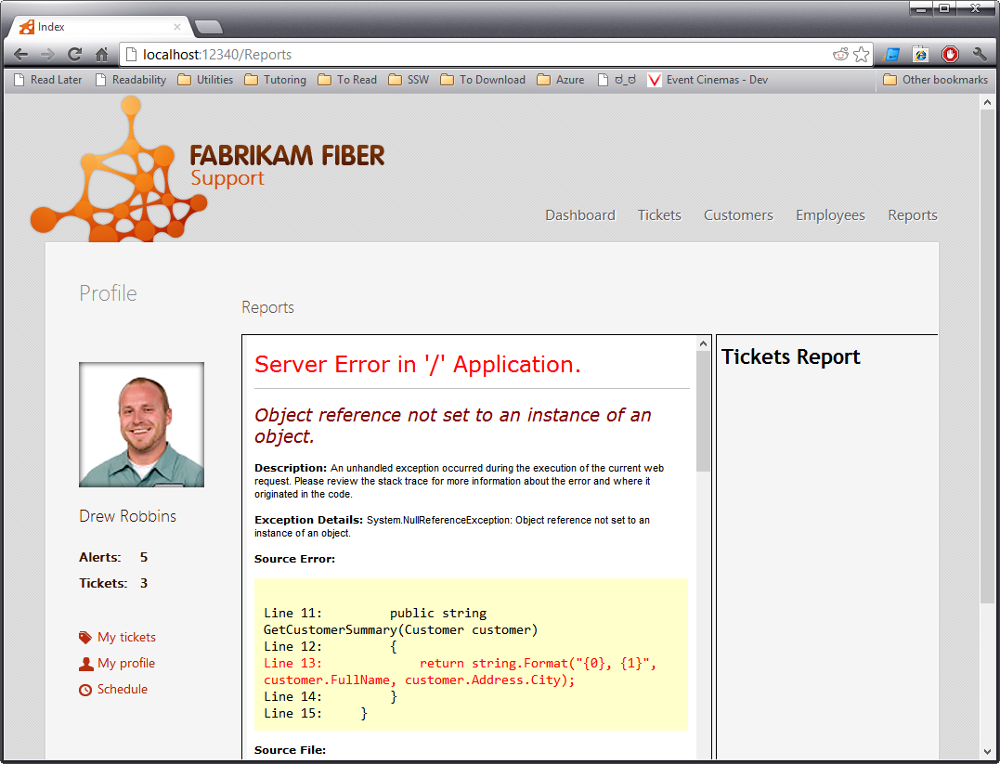 Index
localhost:12340/Reports
Read Later Readability Utilities Tutoring To Read SSW To Download Azure ಠ_ಠ Event Cinemas - Dev Other bookmarks
FABRIKAM FIBER
Support
Dashboard Tickets Customers Employees Reports
Profile
Reports
Drew Robbins
Alerts: 5
Tickets: 3
My tickets
My profile
Schedule
Server Error in '/' Application.
Object reference not set to an instance of an
object.
Description: An unhandled exception occurred during the execution of the current web
request. Please review the stack trace for more information about the error and where it
originated in the code.
Exception Details: System.NullReferenceException: Object reference not set to an
instance of an object.
Source Error:
Line 11:         public string
GetCustomerSummary(Customer customer)
Line 12:         {
Line 13:             return string.Format("{0}, {1}",
customer.FullName, customer.Address.City);
Line 14:         }
Line 15:     }
Source File:
Tickets Report